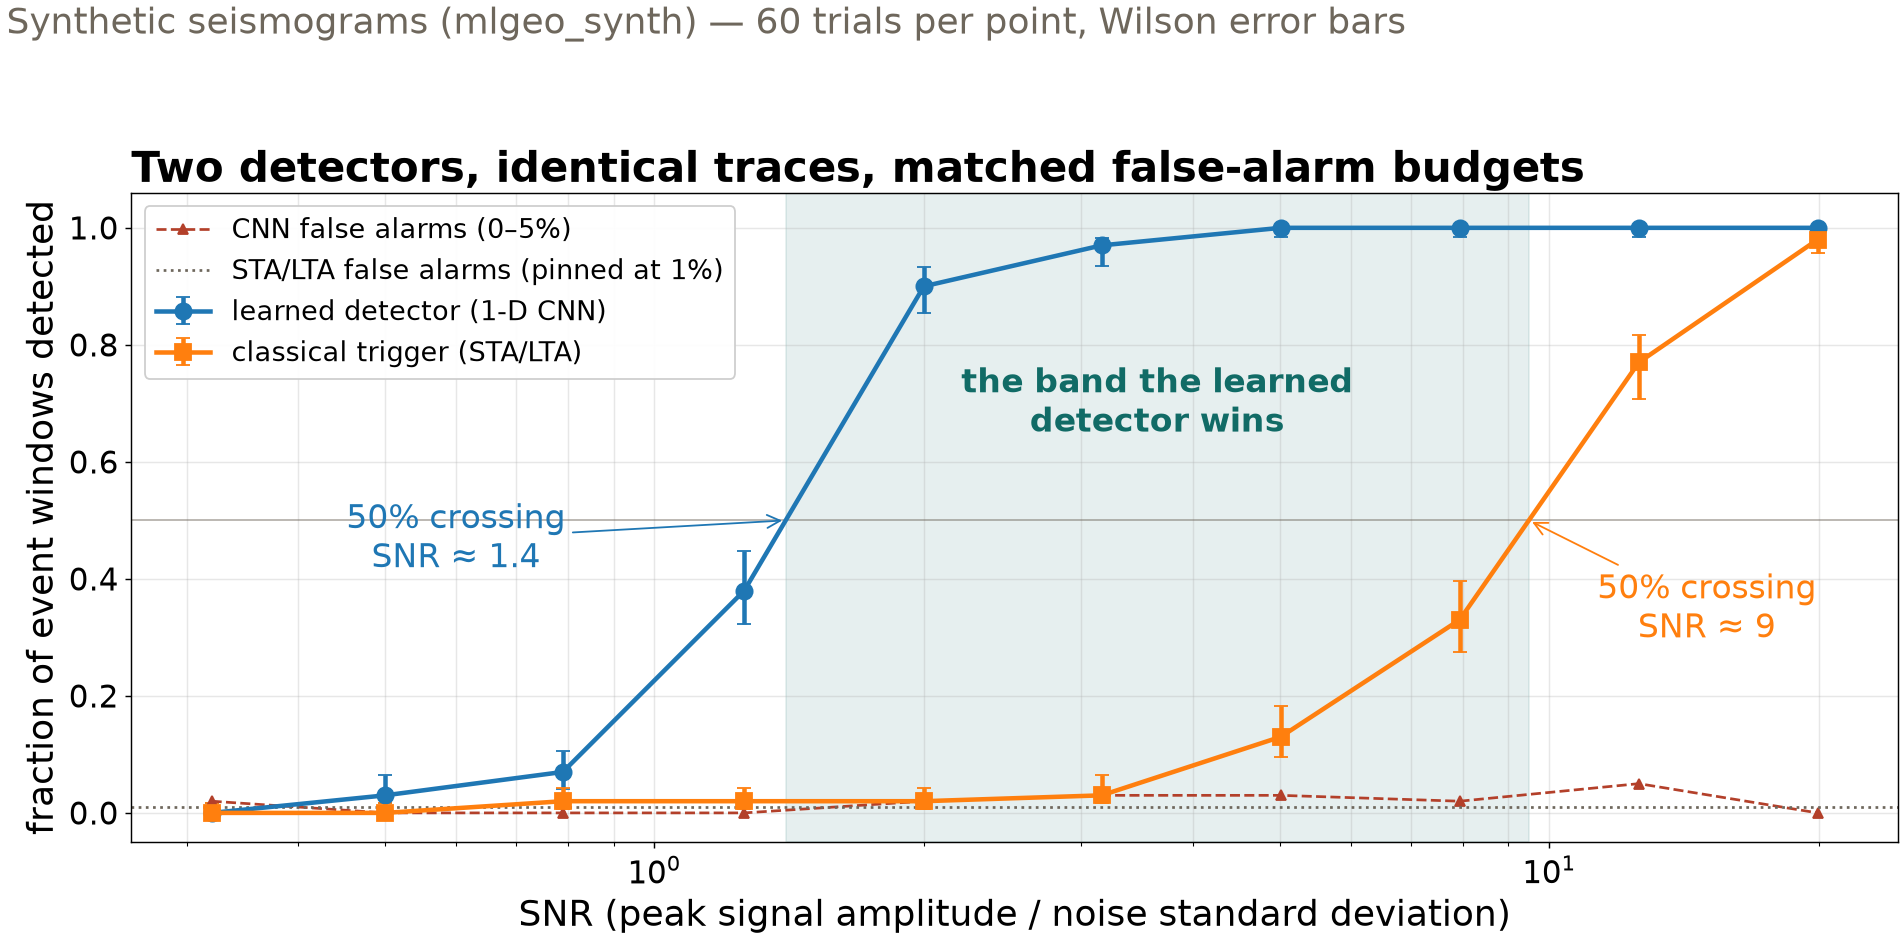 Synthetic seismograms (mlgeo_synth) — 60 trials per point, Wilson error bars
Two detectors, identical traces, matched false-alarm budgets
CNN false alarms (0–5%)
STA/LTA false alarms (pinned at 1%)
learned detector (1-D CNN)
classical trigger (STA/LTA)
the band the learned
detector wins
50% crossing
SNR ≈ 1.4
50% crossing
SNR ≈ 9
fraction of event windows detected
1.0
0.8
0.6
0.4
0.2
0.0
10⁰
10¹
SNR (peak signal amplitude / noise standard deviation)